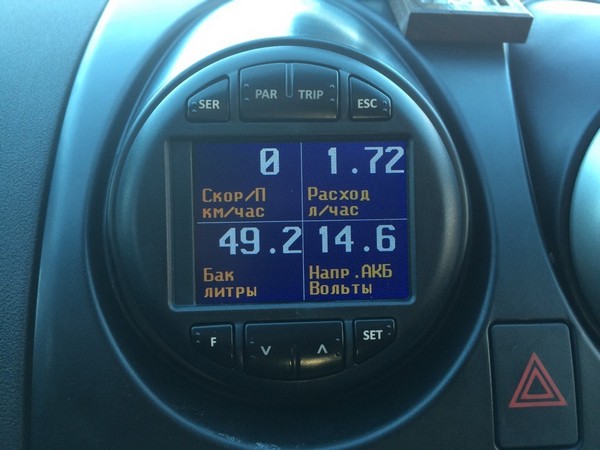 SER PAR TRIP ESC
0 1.72
Скор/П Расход
км/час л/час
49.2 14.6
Бак Напр.АКБ
литры Вольты
F SET